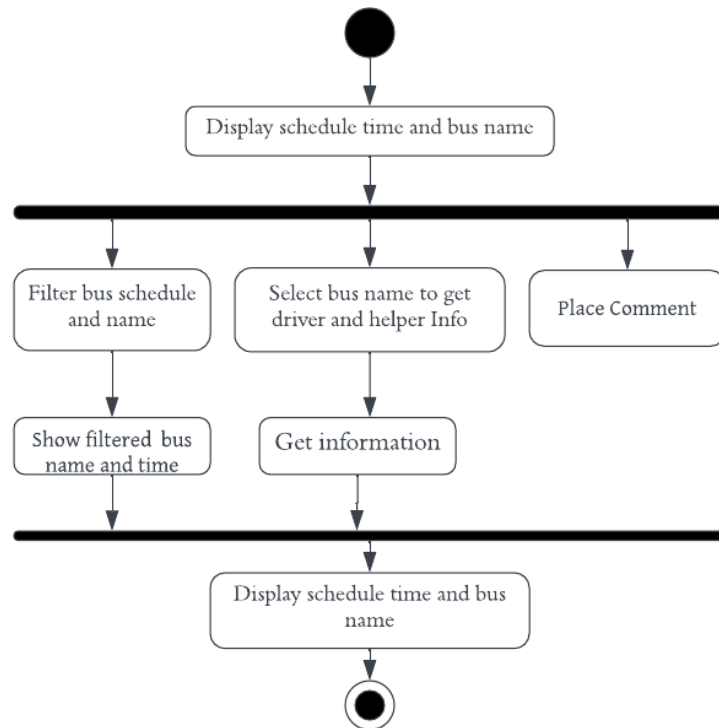 Display schedule time and bus name
Filter bus schedule
and name
Select bus name to get
driver and helper Info
Place Comment
Show filtered bus
name and time
Get information
Display schedule time and bus
name